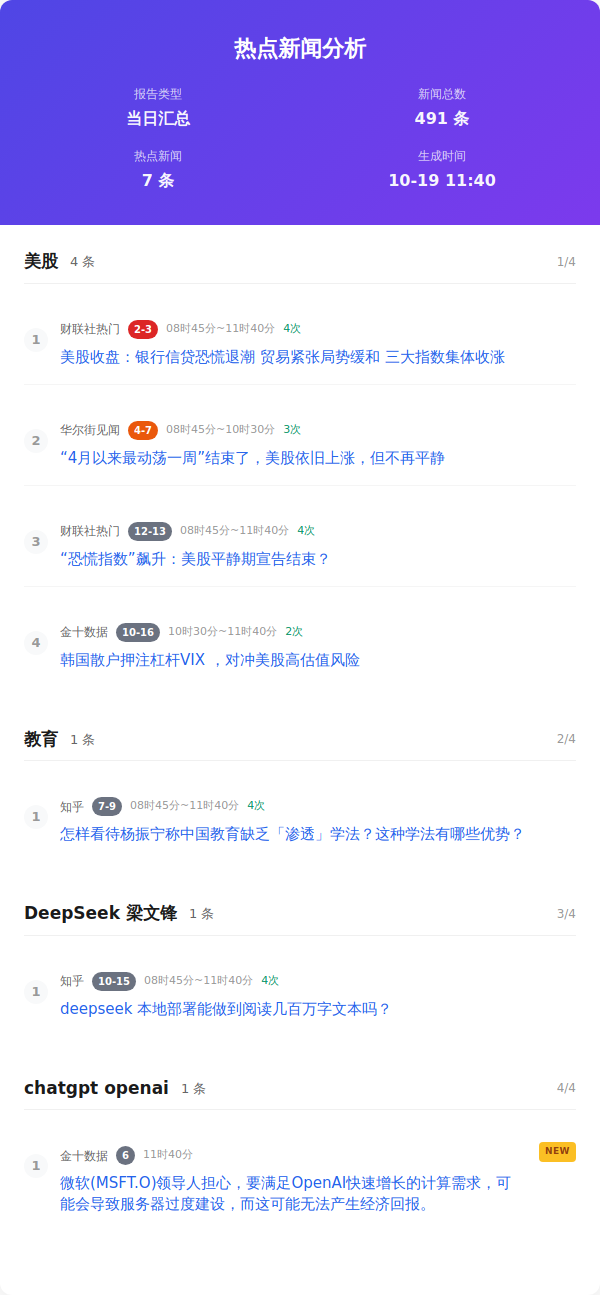 热点新闻分析
报告类型 新闻总数
当日汇总 491 条
热点新闻 生成时间
7 条 10-19 11:40
美股 4 条 1/4
1 财联社热门 2-3 08时45分~11时40分 4次
美股收盘：银行信贷恐慌退潮 贸易紧张局势缓和 三大指数集体收涨
2 华尔街见闻 4-7 08时45分~10时30分 3次
“4月以来最动荡一周”结束了，美股依旧上涨，但不再平静
3 财联社热门 12-13 08时45分~11时40分 4次
“恐慌指数”飙升：美股平静期宣告结束？
4 金十数据 10-16 10时30分~11时40分 2次
韩国散户押注杠杆VIX ，对冲美股高估值风险
教育 1 条 2/4
1 知乎 7-9 08时45分~11时40分 4次
怎样看待杨振宁称中国教育缺乏「渗透」学法？这种学法有哪些优势？
DeepSeek 梁文锋 1 条 3/4
1 知乎 10-15 08时45分~11时40分 4次
deepseek 本地部署能做到阅读几百万字文本吗？
chatgpt openai 1 条 4/4
1 金十数据 6 11时40分 NEW
微软(MSFT.O)领导人担心，要满足OpenAI快速增长的计算需求，可
能会导致服务器过度建设，而这可能无法产生经济回报。